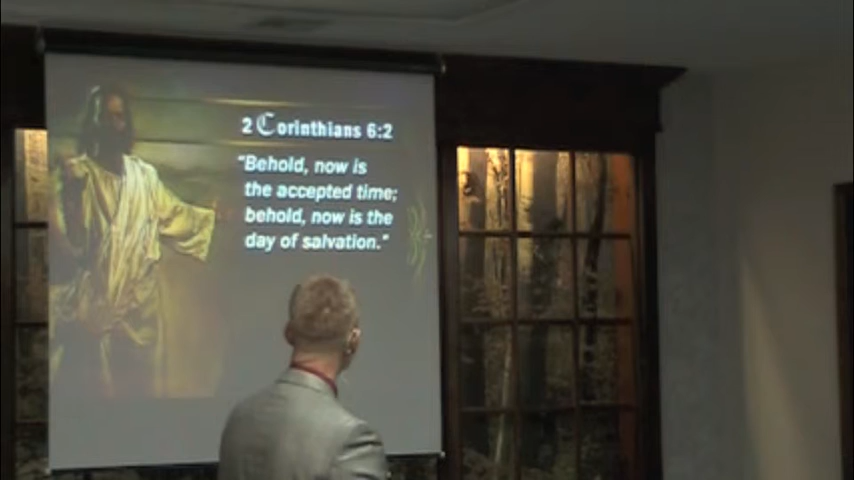 2 Corinthians 6:2
"Behold, now is
the accepted time;
behold, now is the
day of salvation."